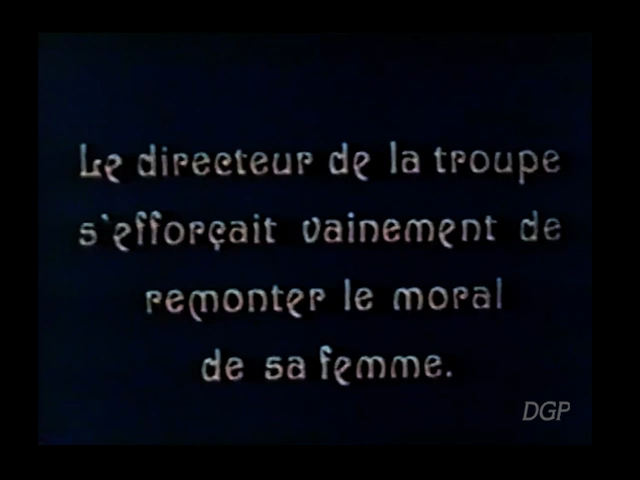 Le directeur de la troupe
s'efforçait vainement de
remonter le moral
de sa femme.
DGP